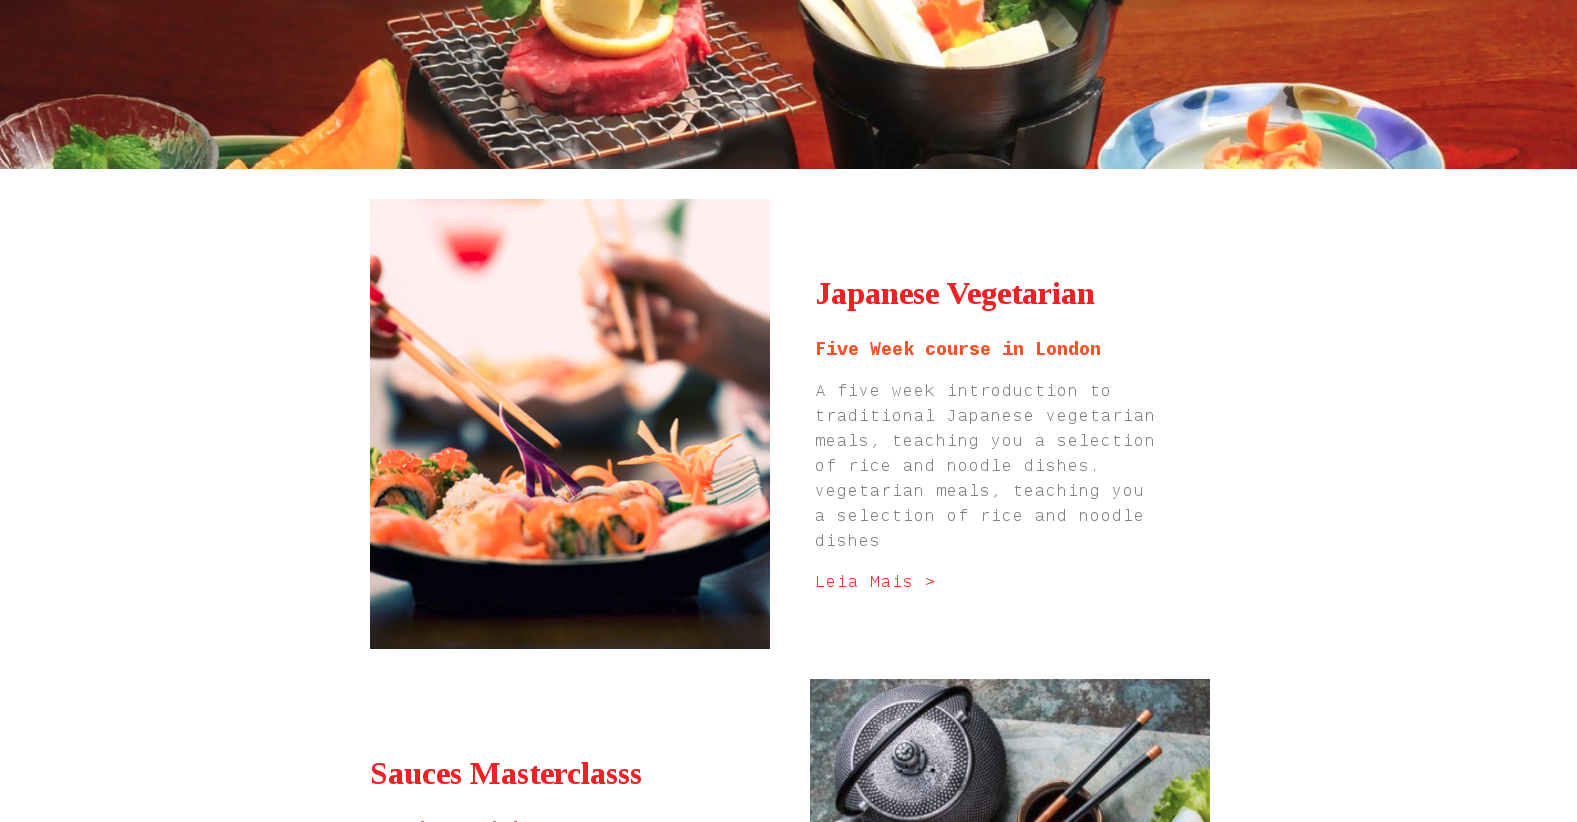 Japanese Vegetarian
Five Week course in London
A five week introduction to
traditional Japanese vegetarian
meals, teaching you a selection
of rice and noodle dishes.
vegetarian meals, teaching you
a selection of rice and noodle
dishes
Leia Mais >
Sauces Masterclasss